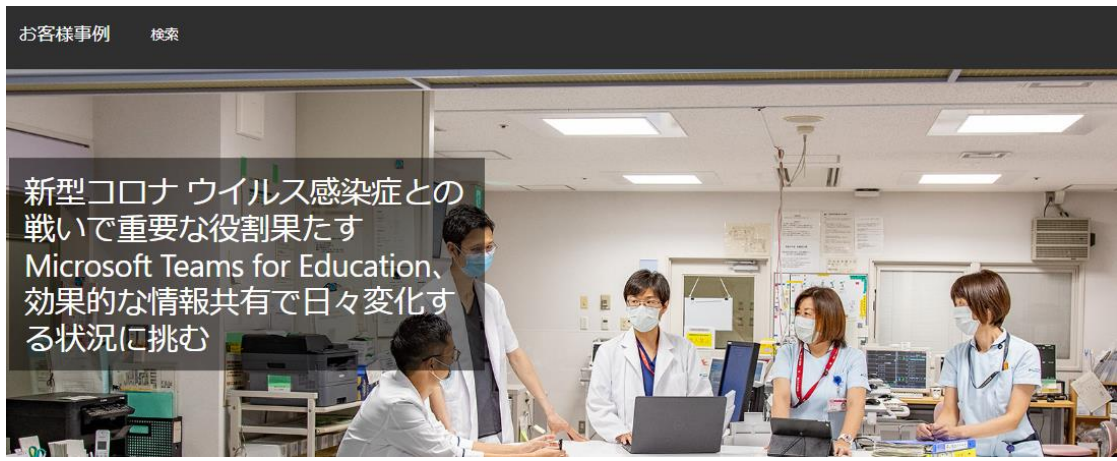 お客様事例 検索
新型コロナ ウイルス感染症との
戦いで重要な役割果たす
Microsoft Teams for Education、
効果的な情報共有で日々変化す
る状況に挑む